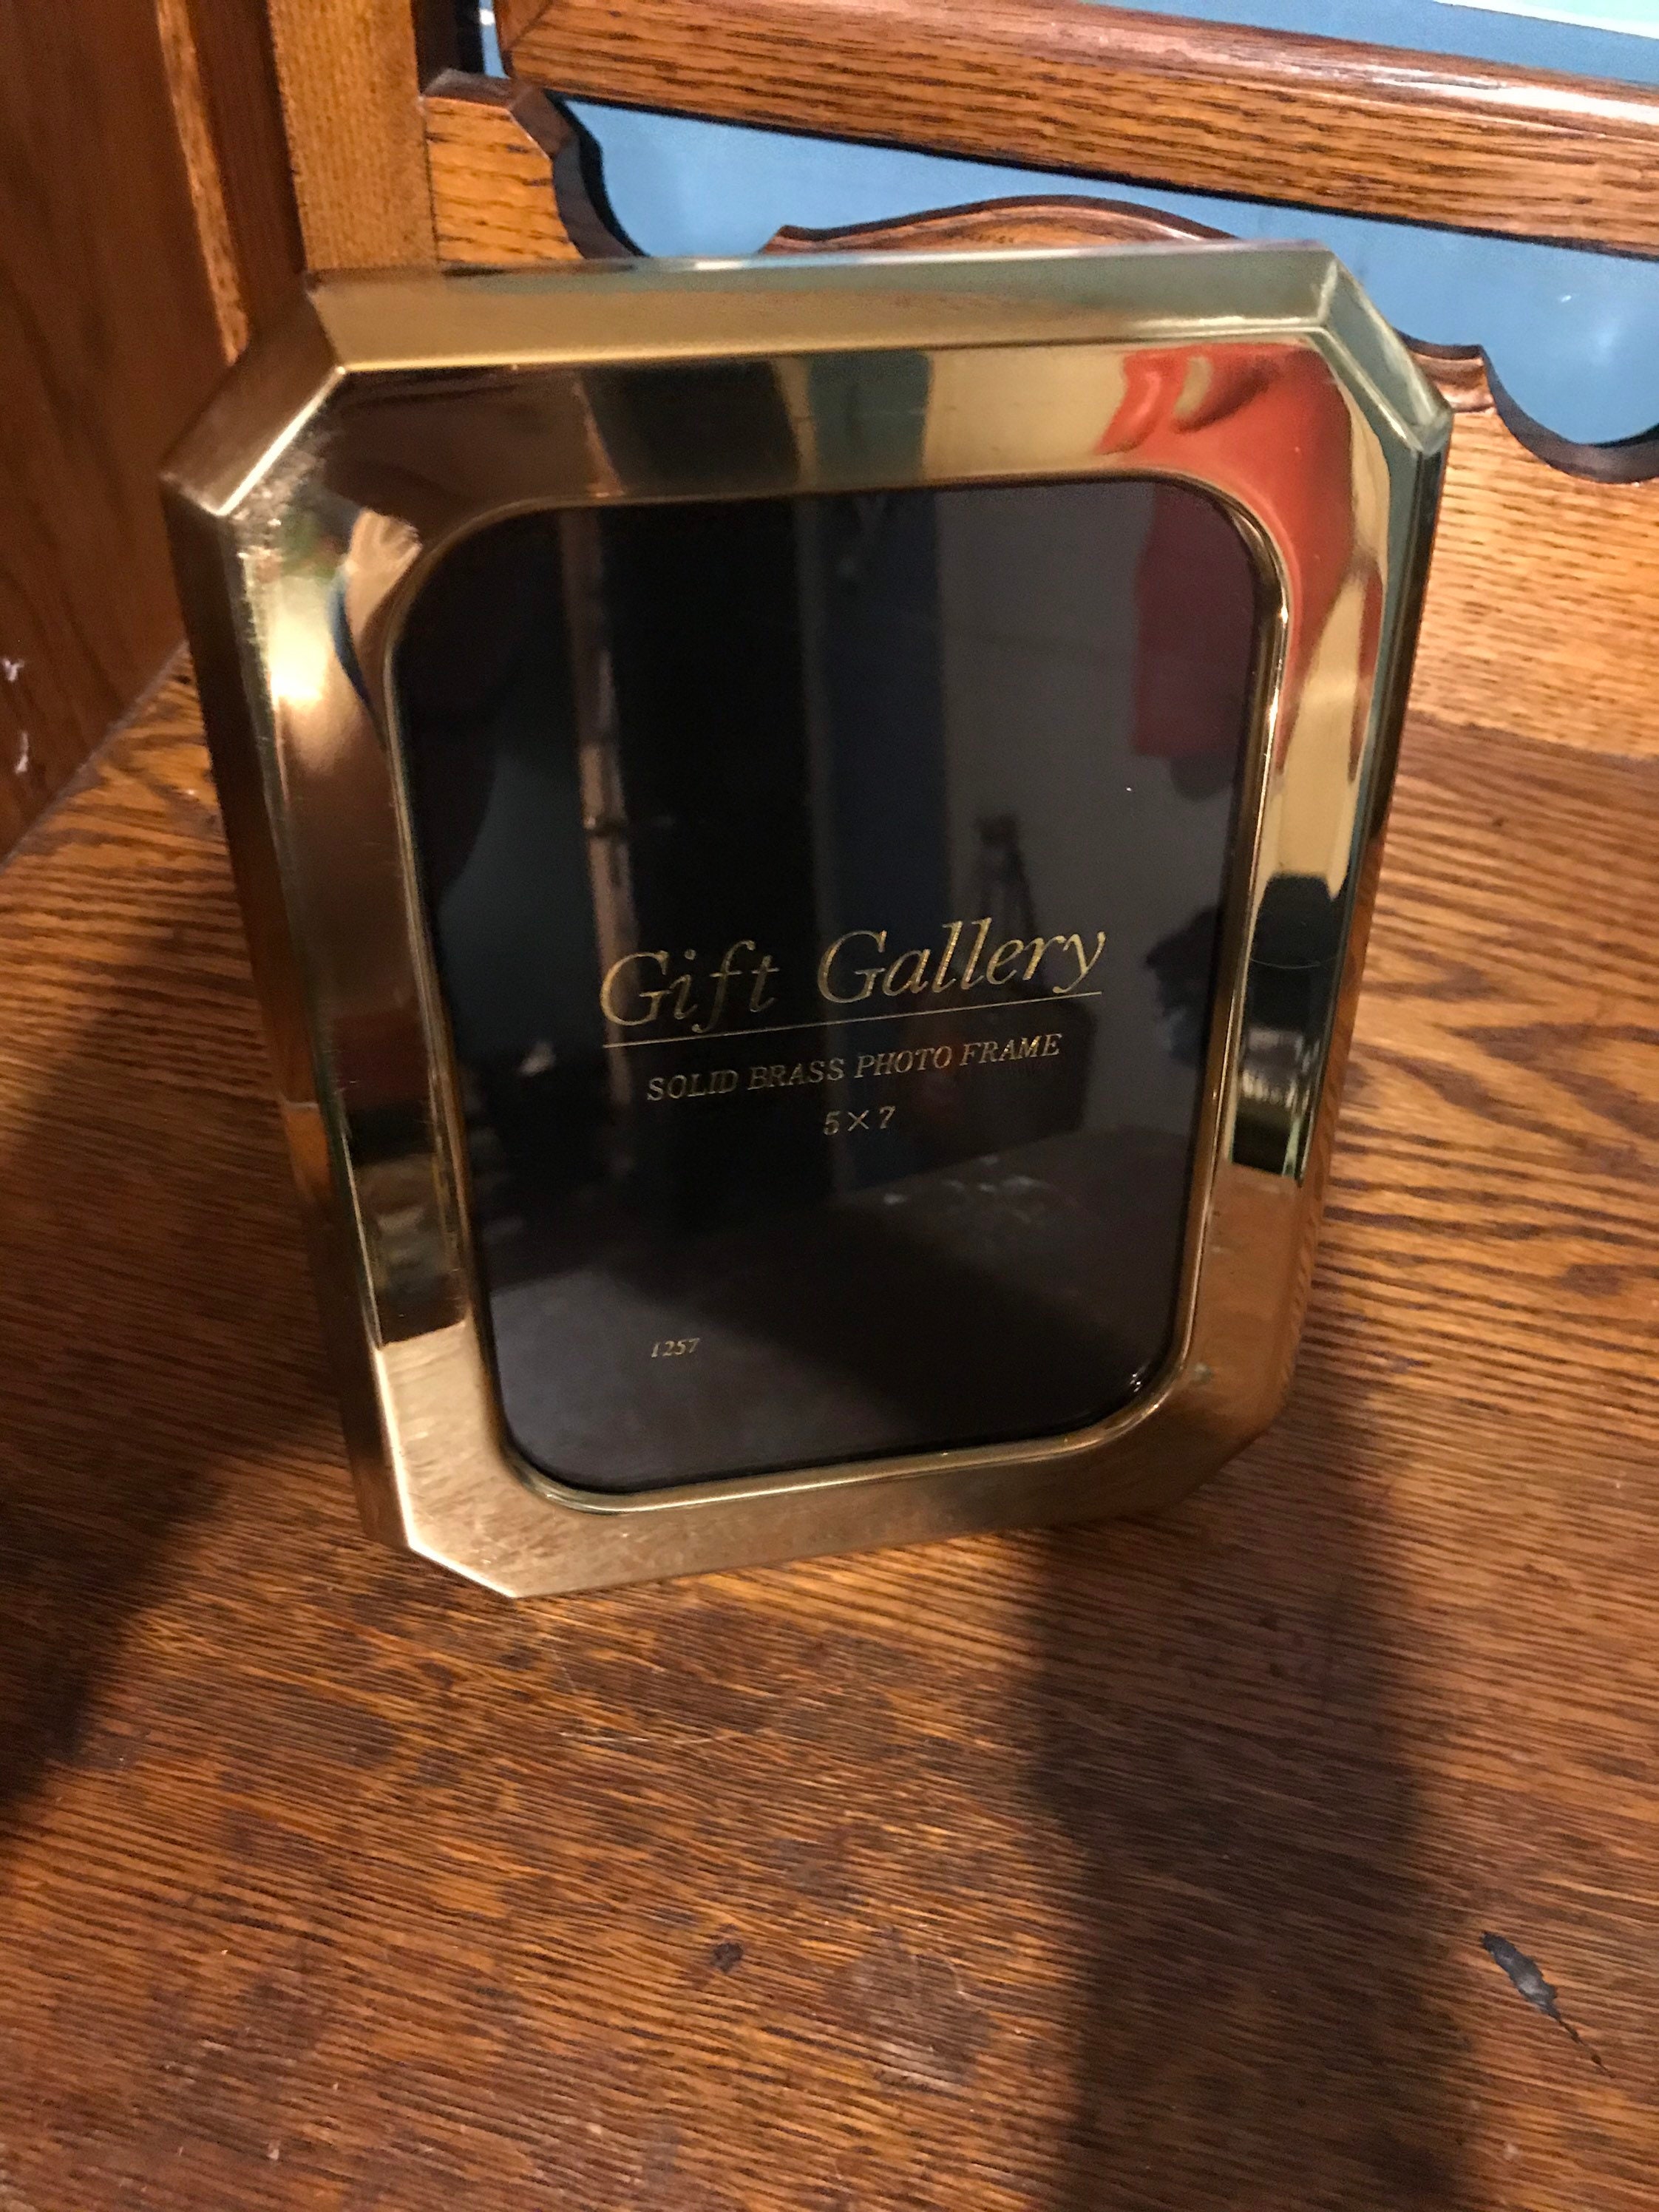 Gift Gallery
SOLID BRASS PHOTO FRAME
5×7
1257